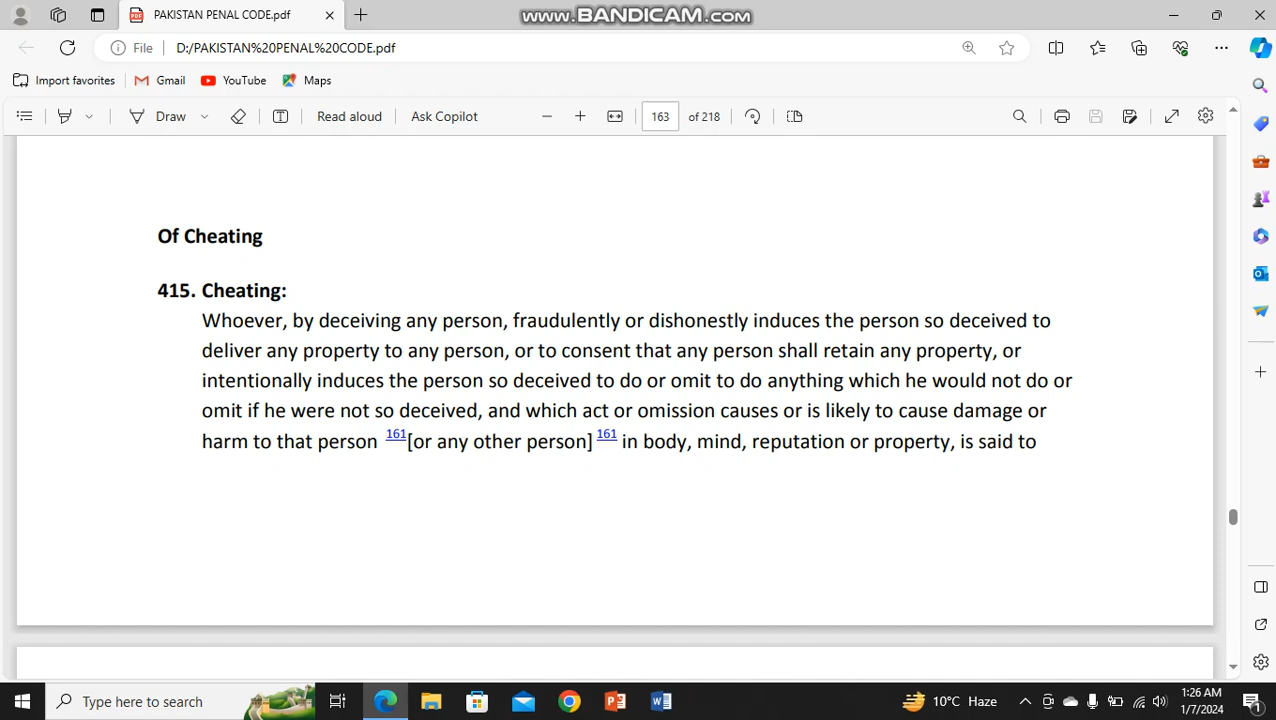 PAKISTAN PENAL CODE.pdf
www.BANDICAM.com
File D:/PAKISTAN%20PENAL%20CODE.pdf
Import favorites Gmail YouTube Maps
Draw Read aloud Ask Copilot 163 of 218
Of Cheating
415. Cheating:
Whoever, by deceiving any person, fraudulently or dishonestly induces the person so deceived to
deliver any property to any person, or to consent that any person shall retain any property, or
intentionally induces the person so deceived to do or omit to do anything which he would not do or
omit if he were not so deceived, and which act or omission causes or is likely to cause damage or
harm to that person 161[or any other person] 161 in body, mind, reputation or property, is said to
Type here to search 10°C Haze 1:26 AM
1/7/2024 1